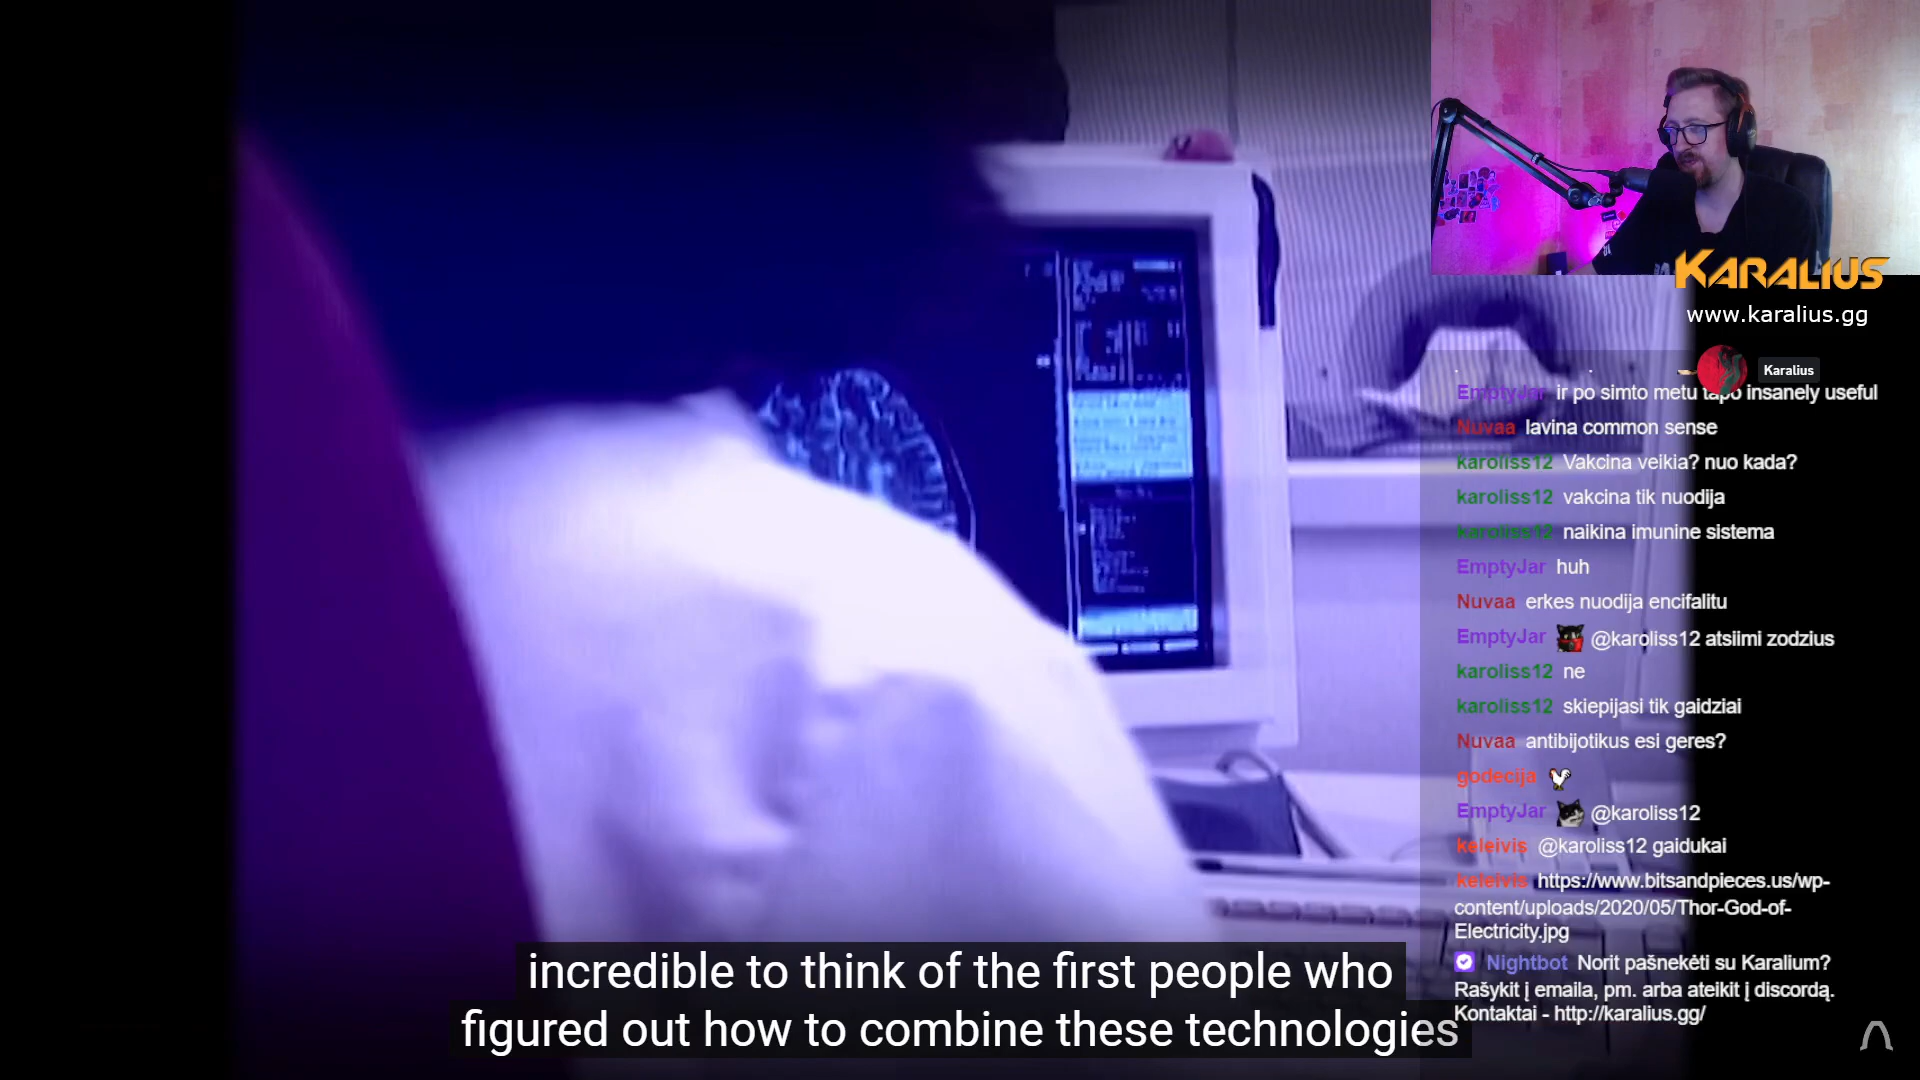 KARALIUS
www.karalius.gg
Karalius
EmptyJar ir po simto metu tapo insanely useful
Nuvaa lavina common sense
karoliss12 Vakcina veikia? nuo kada?
karoliss12 vakcina tik nuodija
karoliss12 naikina imunine sistema
EmptyJar huh
Nuvaa erkes nuodija encifalitu
EmptyJar @karoliss12 atsiimi zodzius
karoliss12 ne
karoliss12 skiepijasi tik gaidziai
Nuvaa antibijotikus esi geres?
godecija
EmptyJar @karoliss12
keleivis @karoliss12 gaidukai
keleivis https://www.bitsandpieces.us/wp-
content/uploads/2020/05/Thor-God-of-
Electricity.jpg
Nightbot Norit pašnekėti su Karalium?
Rašykit į emaila, pm. arba ateikit į discordą.
Kontaktai - http://karalius.gg/
incredible to think of the first people who
figured out how to combine these technologies